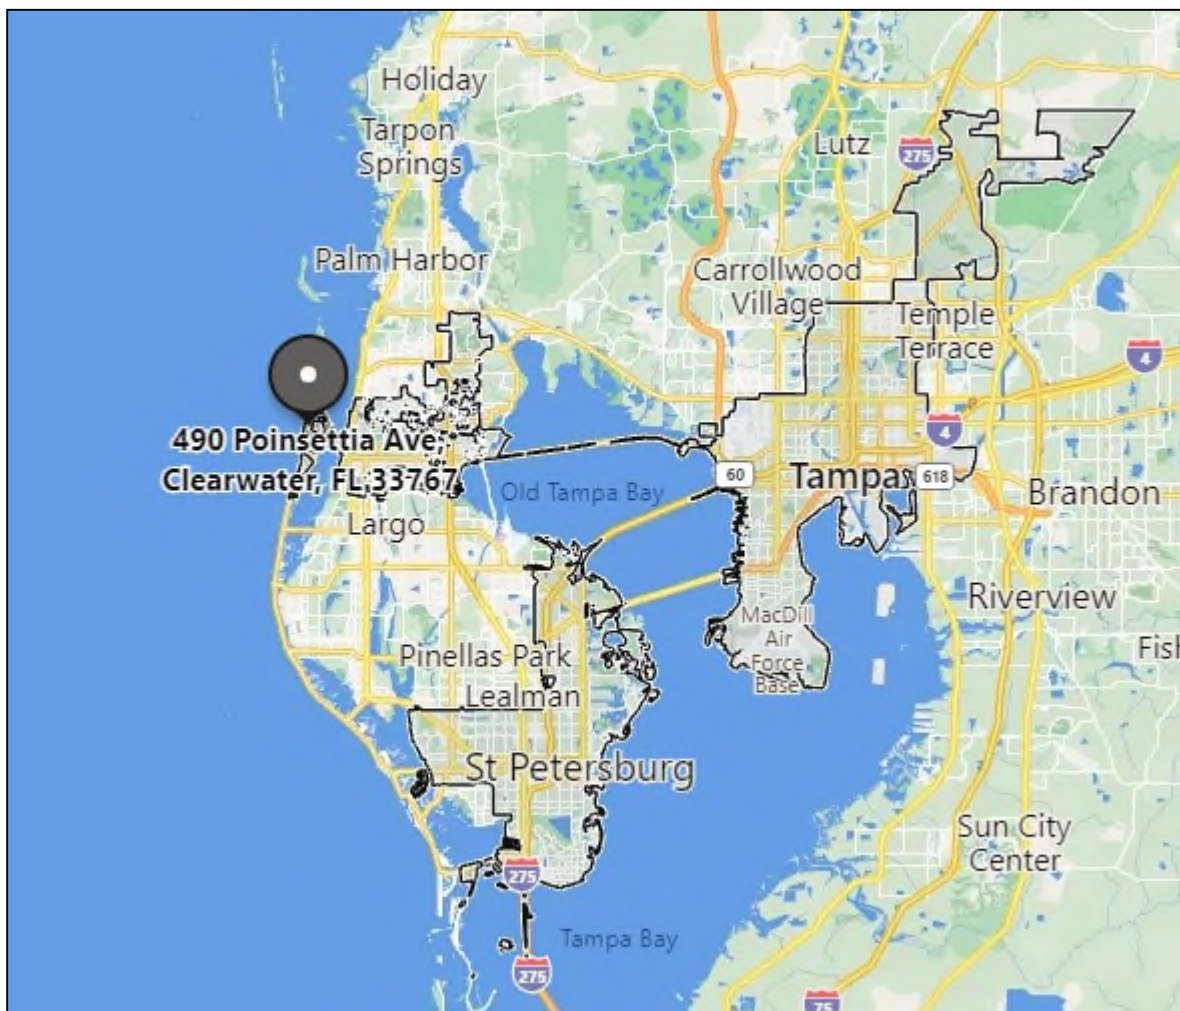 Holiday
Tarpon
Springs
Lutz
275
Palm Harbor
Carrollwood
Village
Temple
Terrace
4
490 Poinsettia Ave,
Clearwater, FL 33767
4
60
Tampa
618
Old Tampa Bay
Brandon
Largo
Riverview
MacDill
Air
Force
Base
Pinellas Park
Fish
Lealman
St Petersburg
Sun City
Center
275
Tampa Bay
275
75